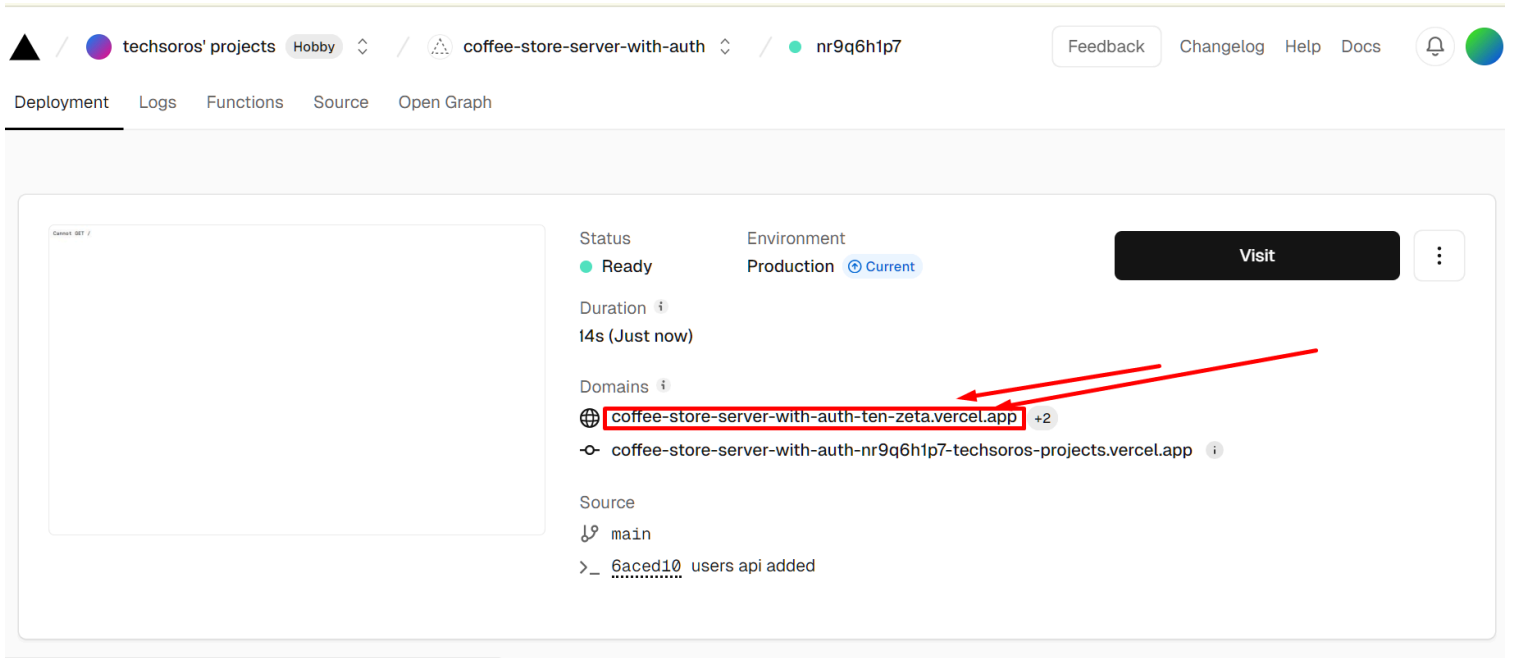 techsoros' projects Hobby / coffee-store-server-with-auth / nr9q6h1p7 Feedback Changelog Help Docs
Deployment Logs Functions Source Open Graph
Cannot GET /
Status Environment
Ready Production Current
Visit
Duration
14s (Just now)
Domains
coffee-store-server-with-auth-ten-zeta.vercel.app +2
coffee-store-server-with-auth-nr9q6h1p7-techsoros-projects.vercel.app
Source
main
6aced10 users api added